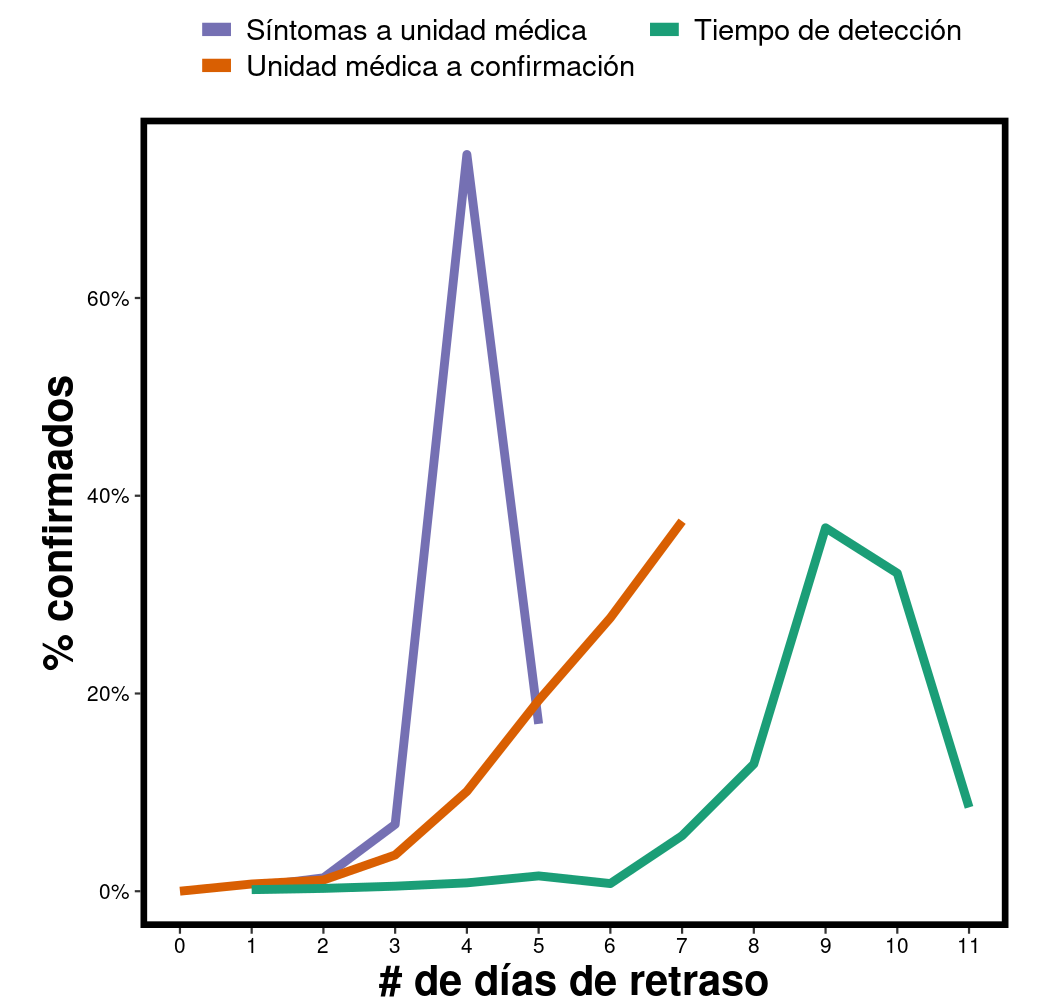 Síntomas a unidad médica
Tiempo de detección
Unidad médica a confirmación
% confirmados
60%
40%
20%
0%
0 1 2 3 4 5 6 7 8 9 10 11
# de días de retraso